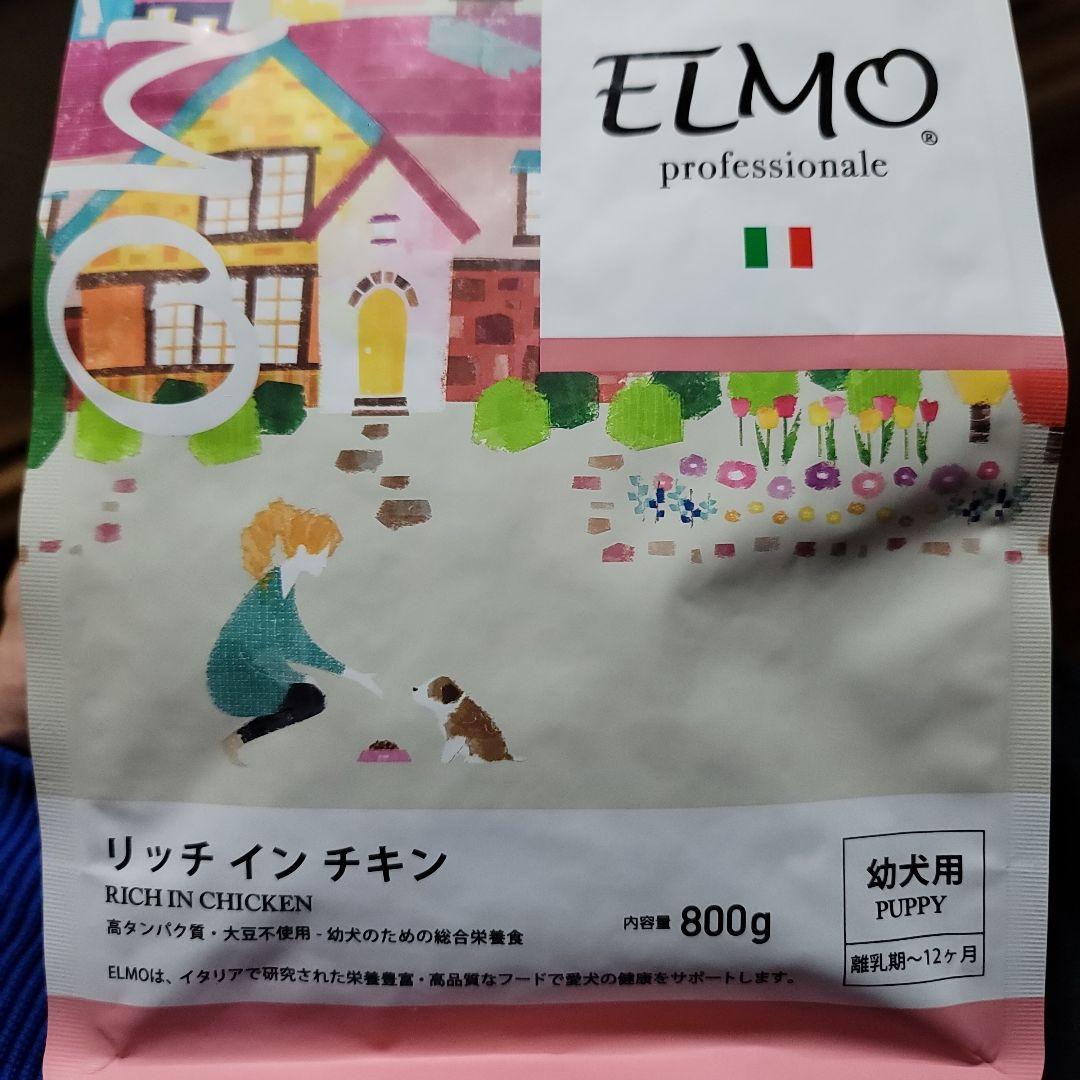 ELMO®
professionale
リッチ イン チキン
RICH IN CHICKEN
高タンパク質・大豆不使用 - 幼犬のための総合栄養食
内容量 800g
幼犬用
PUPPY
離乳期～12ヶ月
ELMOは、イタリアで研究された栄養豊富・高品質なフードで愛犬の健康をサポートします。